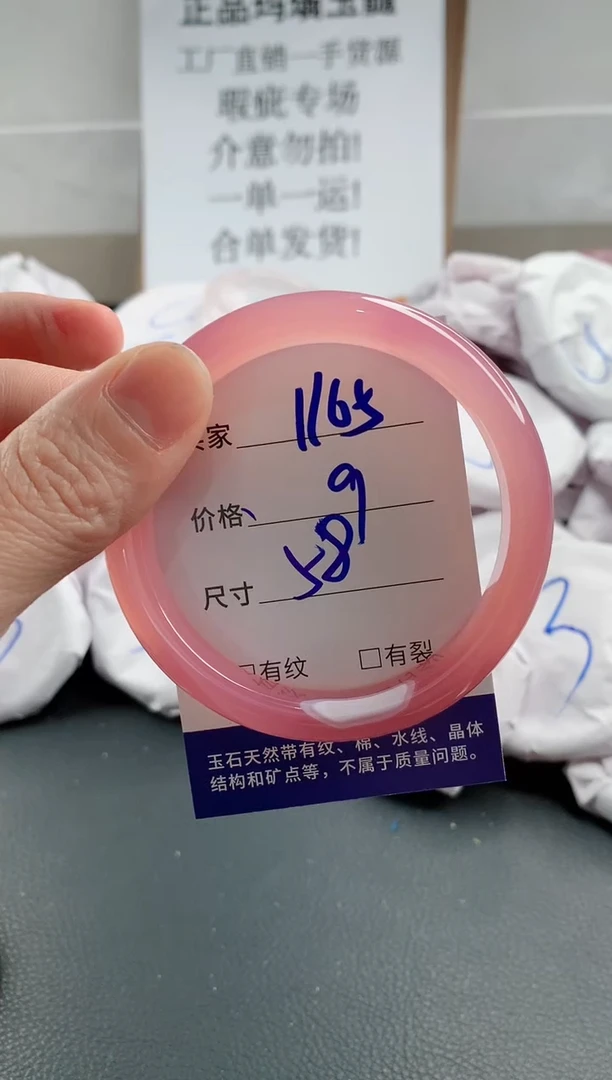 正品玛瑙玉镯
工厂直销一手货源
瑕疵专场
介意勿拍!
一单一运!
合单发货!
家 1165
价格、 9
尺寸 58
□有纹 □有裂
玉石天然带有纹、棉、水线、晶体
结构和矿点等，不属于质量问题。
3